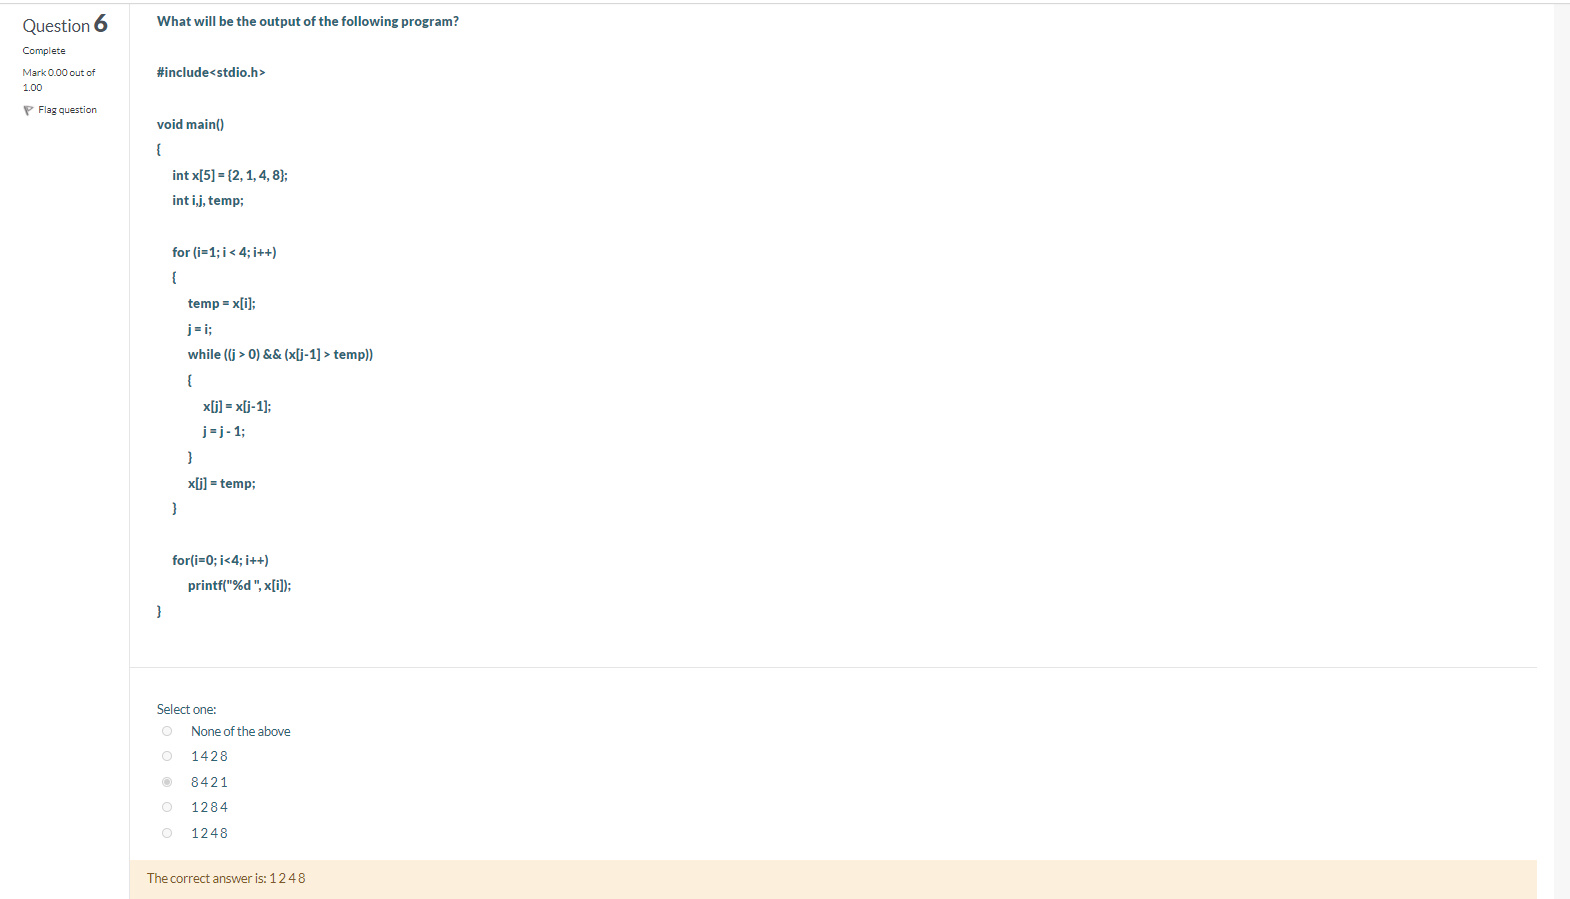 Question 6
Complete
Mark 0.00 out of
1.00
Flag question
What will be the output of the following program?
#include<stdio.h>
void main()
{
int x[5] = {2, 1, 4, 8};
int i,j, temp;
for (i=1; i < 4; i++)
{
temp = x[i];
j = i;
while ((j > 0) && (x[j-1] > temp))
{
x[j] = x[j-1];
j = j - 1;
}
x[j] = temp;
}
for(i=0; i<4; i++)
printf("%d ", x[i]);
}
Select one:
None of the above
1 4 2 8
8 4 2 1
1 2 8 4
1 2 4 8
The correct answer is: 1 2 4 8